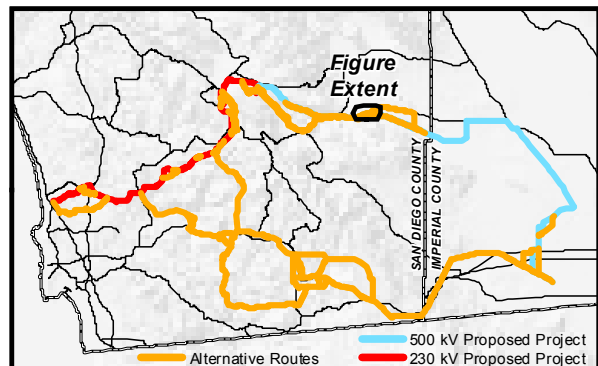 Figure
Extent
SAN DIEGO COUNTY
IMPERIAL COUNTY
500 kV Proposed Project
Alternative Routes
230 kV Proposed Project